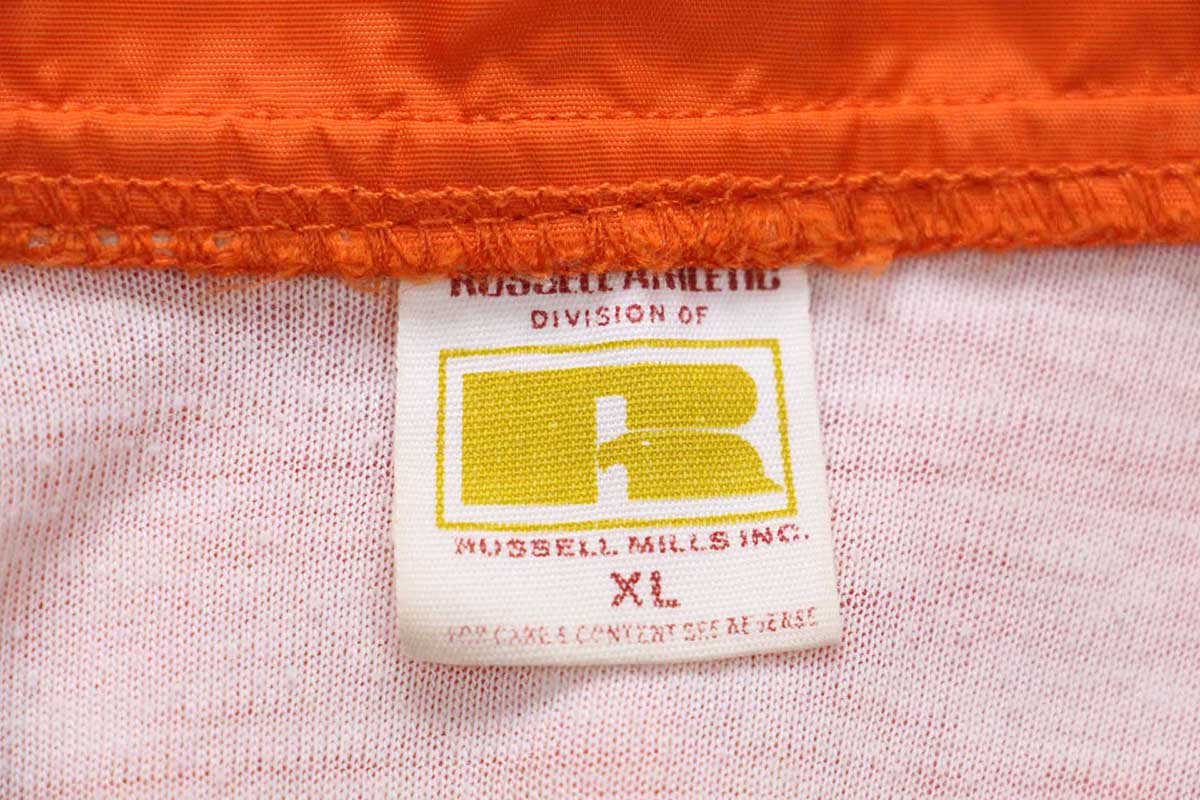 RUSSELL ATHLETIC
DIVISION OF
R
RUSSELL MILLS INC.
XL
FOR CARE & CONTENT SEE REVERSE